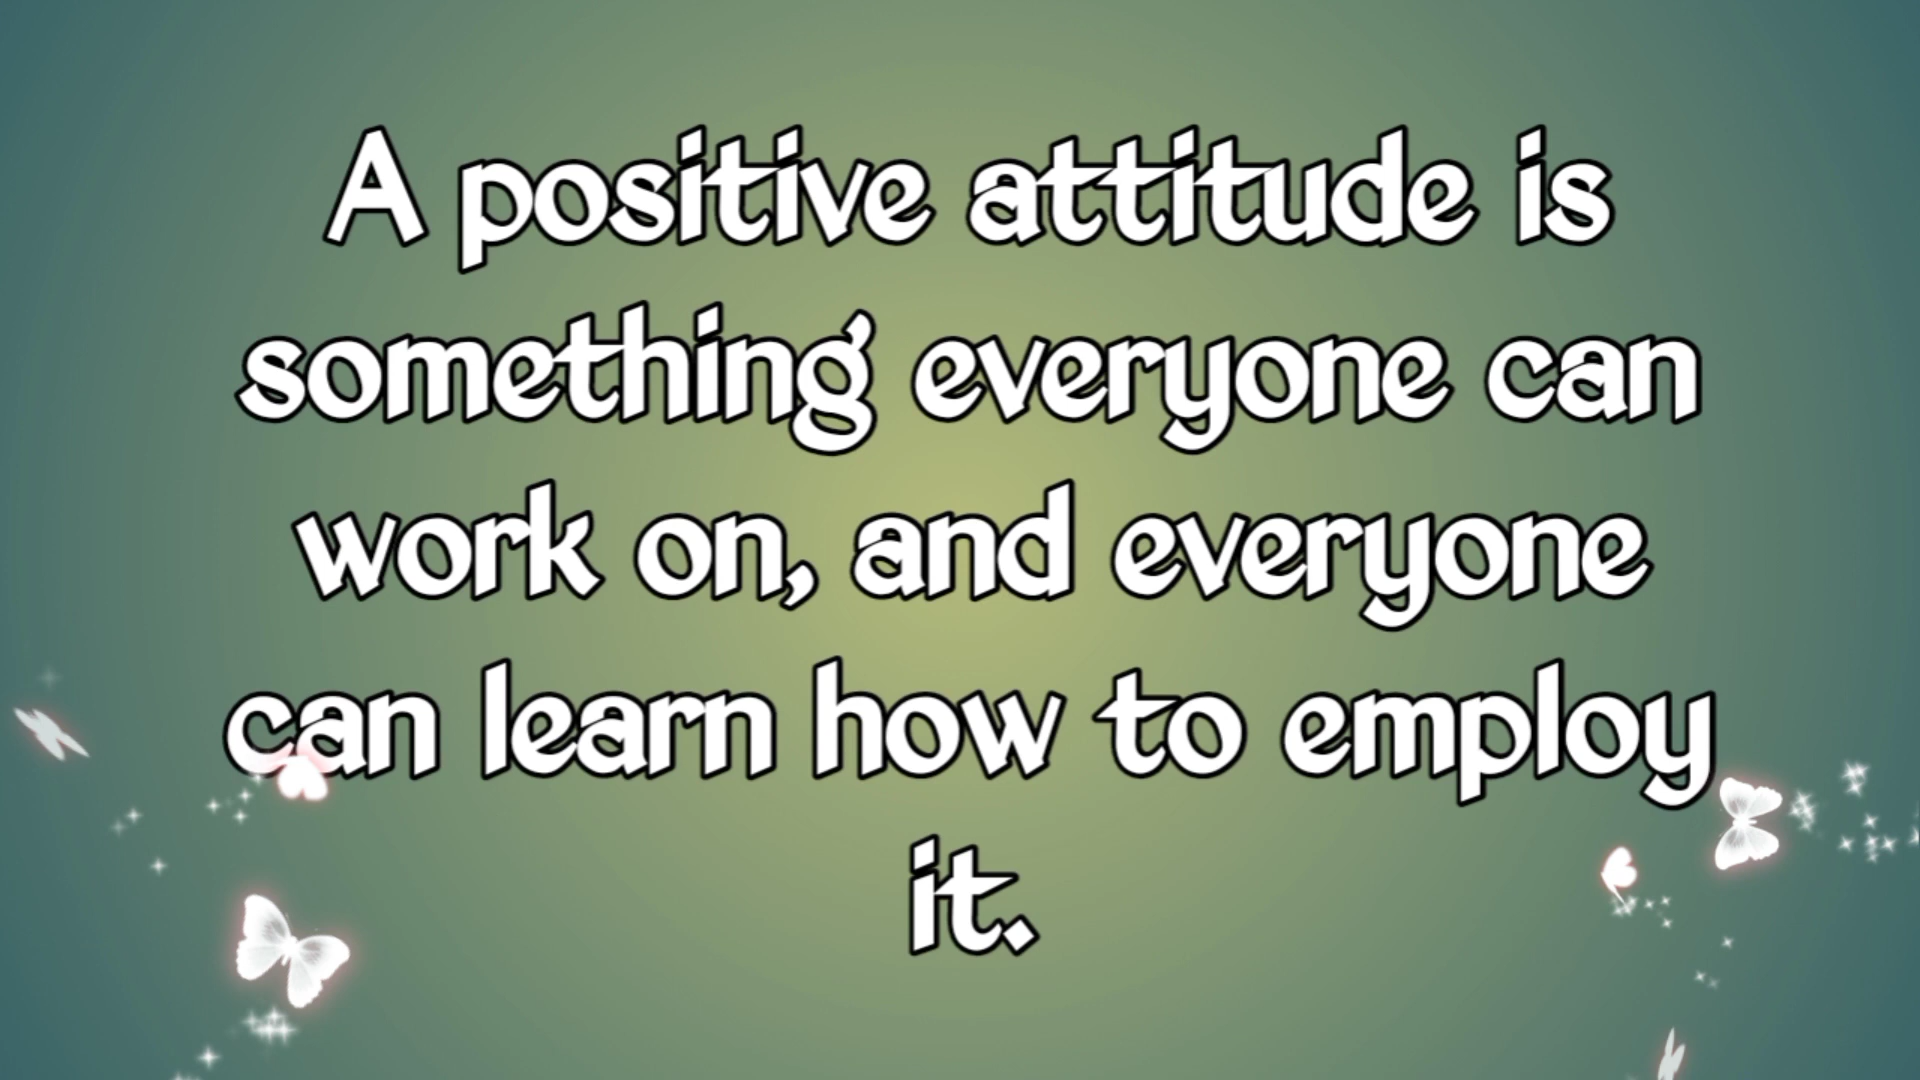 A positive attitude is
something everyone can
work on, and everyone
can learn how to employ
it.